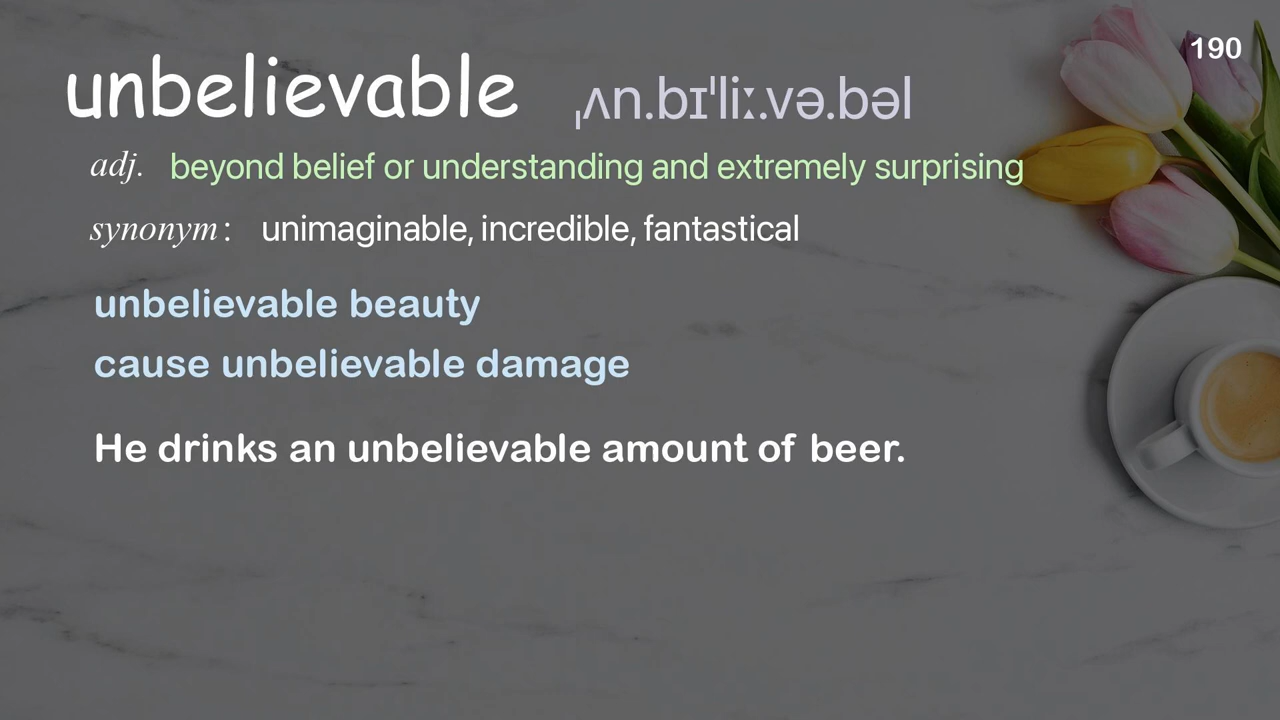 190
unbelievable ˌʌn.bɪˈliː.və.bəl
adj. beyond belief or understanding and extremely surprising
synonym: unimaginable, incredible, fantastical
unbelievable beauty
cause unbelievable damage
He drinks an unbelievable amount of beer.